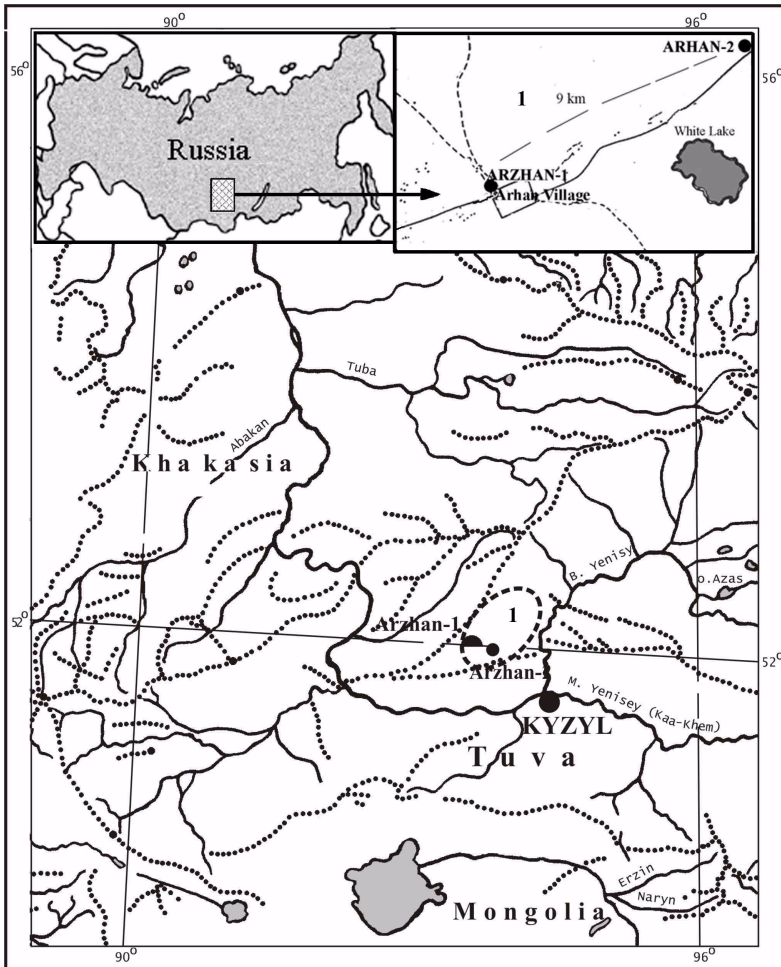 90°
96°
56°
56°
Russia
ARHAN-2
1
9 km
White Lake
ARZHAN-1
Arhan Village
Tuba
Abakan
Khakasia
B. Yenisy
o.Azas
52°
Arzhan-1
1
52°
Arzhan-
M. Yenisey (Kaa-Khem)
KYZYL
Tuva
Erzin
Naryn
Mongolia
90°
96°